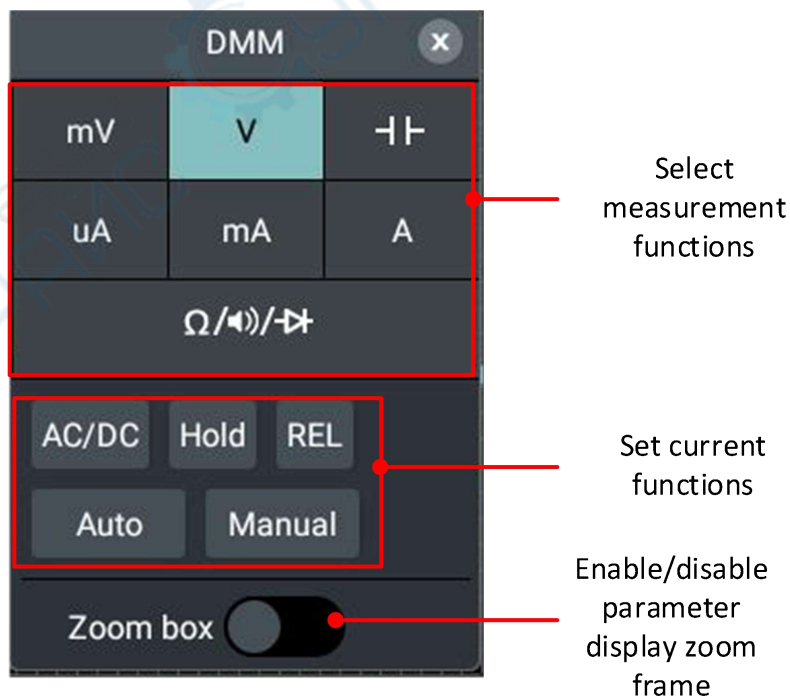 DMM
x
mV V
uA mA A
Ω/
AC/DC Hold REL
Auto Manual
Zoom box
Select
measurement
functions
Set current
functions
Enable/disable
parameter
display zoom
frame